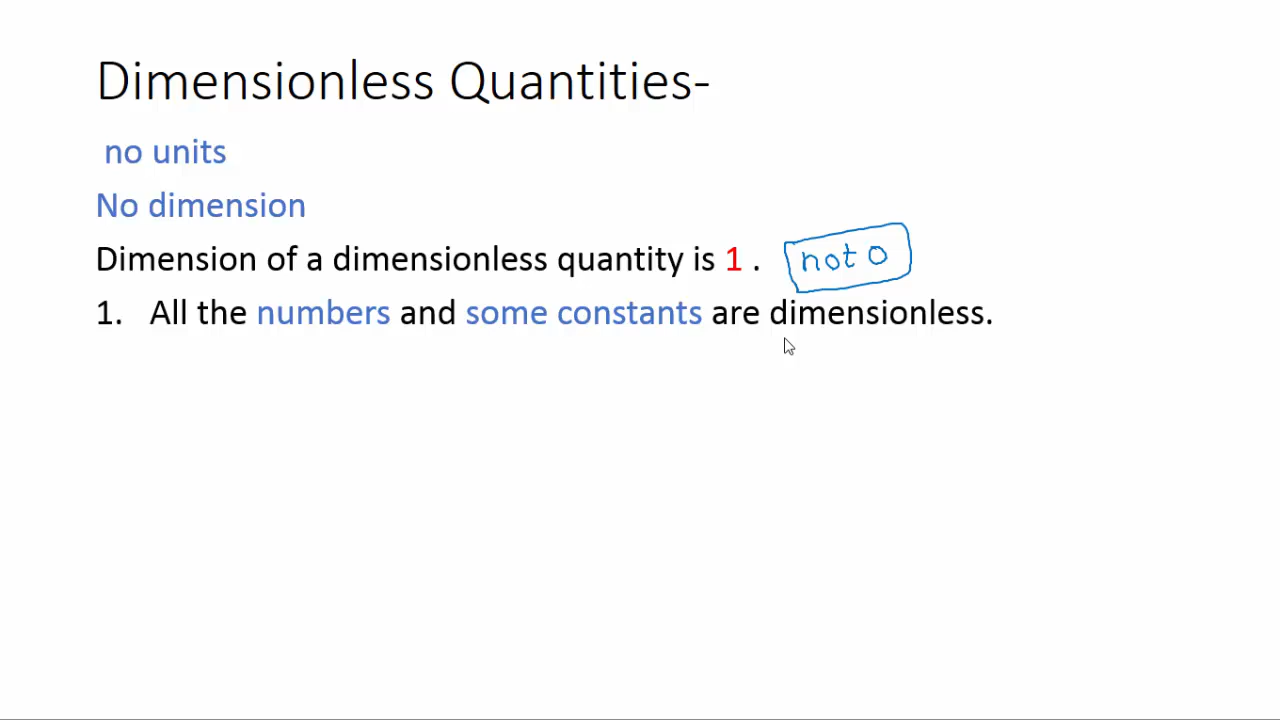 Dimensionless Quantities-
no units
No dimension
Dimension of a dimensionless quantity is 1 . not 0
1. All the numbers and some constants are dimensionless.